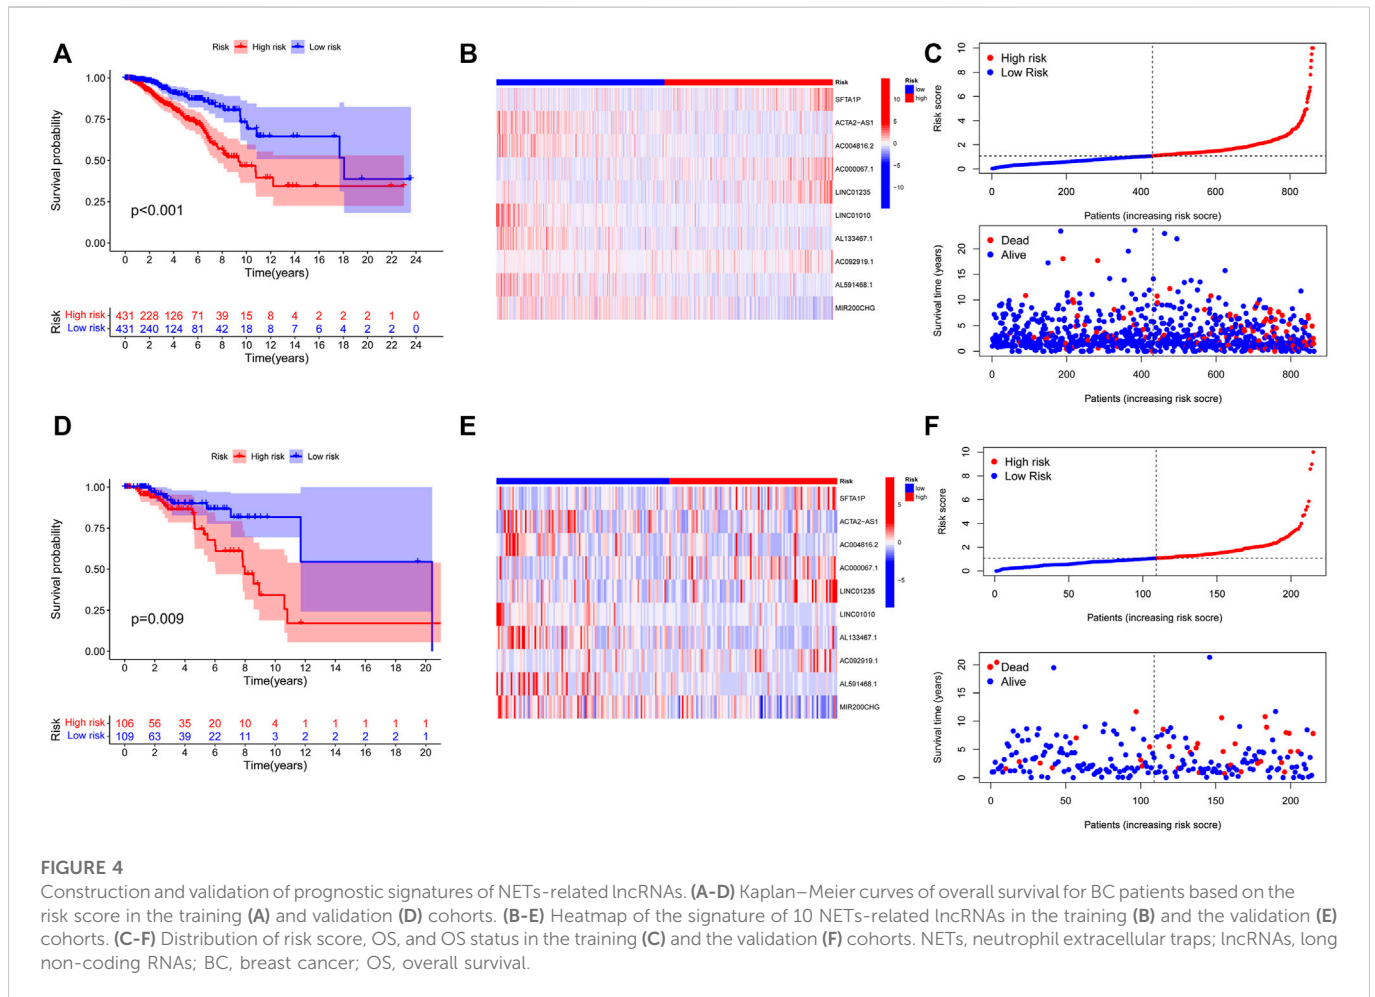 A
Risk High risk Low risk
Survival probability
1.00
0.75
0.50
0.25
0.00
p<0.001
0 1 2 3 4 5 6 7 8 9 10 12 14 16 18 20 22 24
Time(years)
Risk
High risk 431 228 126 71 39 15 8 4 2 2 2 1 0
Low risk 431 240 124 81 42 18 8 7 6 4 2 2 0
0 2 4 6 8 10 12 14 16 18 20 22 24
Time(years)
B
Risk
SFTA1P
ACTA2-AS1
AC004816.2
AC000067.1
LINC01235
LINC01010
AL133467.1
AC092919.1
AL591468.1
MIR200CHG
10
5
0
-5
-10
Risk
low
high
C
High risk
Low Risk
Risk score
10
8
6
4
2
0
0 200 400 600 800
Patients (increasing risk socre)
Dead
Alive
Survival time (years)
20
15
10
5
0
0 200 400 600 800
Patients (increasing risk socre)
D
Risk High risk Low risk
Survival probability
1.00
0.75
0.50
0.25
0.00
p=0.009
0 2 4 6 8 10 12 14 16 18 20
Time(years)
Risk
High risk 106 56 35 20 10 4 1 1 1 1 1
Low risk 109 63 39 22 11 3 2 2 2 2 1
0 2 4 6 8 10 12 14 16 18 20
Time(years)
E
Risk
SFTA1P
ACTA2-AS1
AC004816.2
AC000067.1
LINC01235
LINC01010
AL133467.1
AC092919.1
AL591468.1
MIR200CHG
5
0
-5
Risk
low
high
F
High risk
Low Risk
Risk score
10
8
6
4
2
0
0 50 100 150 200
Patients (increasing risk socre)
Dead
Alive
Survival time (years)
20
15
10
5
0
0 50 100 150 200
Patients (increasing risk socre)
FIGURE 4
Construction and validation of prognostic signatures of NETs-related lncRNAs. (A-D) Kaplan–Meier curves of overall survival for BC patients based on the
risk score in the training (A) and validation (D) cohorts. (B-E) Heatmap of the signature of 10 NETs-related lncRNAs in the training (B) and the validation (E)
cohorts. (C-F) Distribution of risk score, OS, and OS status in the training (C) and the validation (F) cohorts. NETs, neutrophil extracellular traps; lncRNAs, long
non-coding RNAs; BC, breast cancer; OS, overall survival.